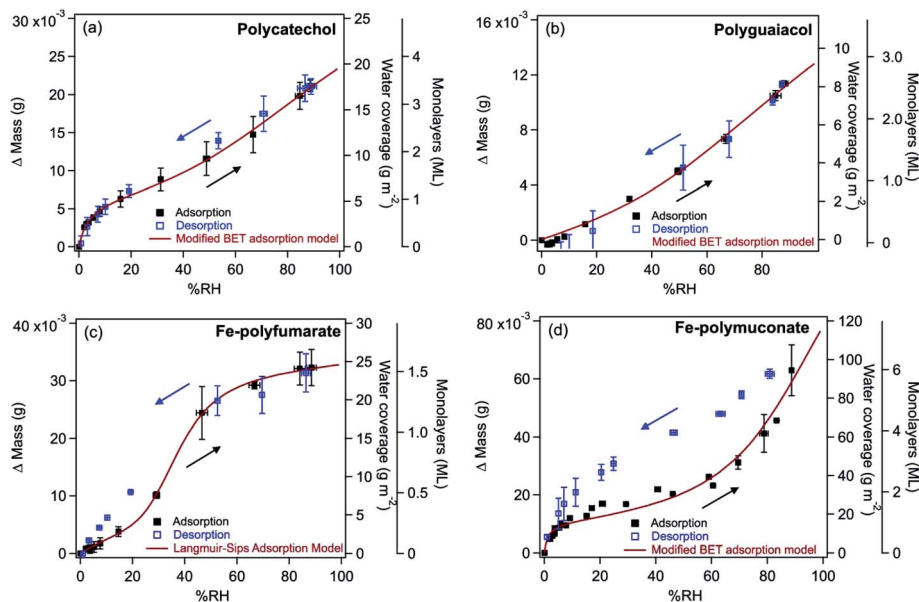 (a)
Polycatechol
30 x10⁻³
25
20
15
10
5
0
Δ Mass (g)
0 20 40 60 80 100
%RH
25
20
15
10
5
0
Water coverage (g m⁻²)
4
3
2
1
0
Monolayers (ML)
Adsorption
Desorption
Modified BET adsorption model
(b)
Polyguaiacol
16 x10⁻³
12
8
4
0
Δ Mass (g)
0 20 40 60 80
%RH
8
6
4
2
0
Water coverage (g m⁻²)
3.0
2.0
1.0
0.0
Monolayers (ML)
Adsorption
Desorption
Modified BET adsorption model
(c)
Fe-polyfumarate
40 x10⁻³
30
20
10
0
Δ Mass (g)
0 20 40 60 80 100
%RH
30
25
20
15
10
5
0
Water coverage (g m⁻²)
1.5
1.0
0.5
0.0
Monolayers (ML)
Adsorption
Desorption
Langmuir-Sips Adsorption Model
(d)
Fe-polymuconate
80 x10⁻³
60
40
20
0
Δ Mass (g)
0 20 40 60 80 100
%RH
120
100
80
60
40
20
0
Water coverage (g m⁻²)
6
4
2
0
Monolayers (ML)
Adsorption
Desorption
Modified BET adsorption model